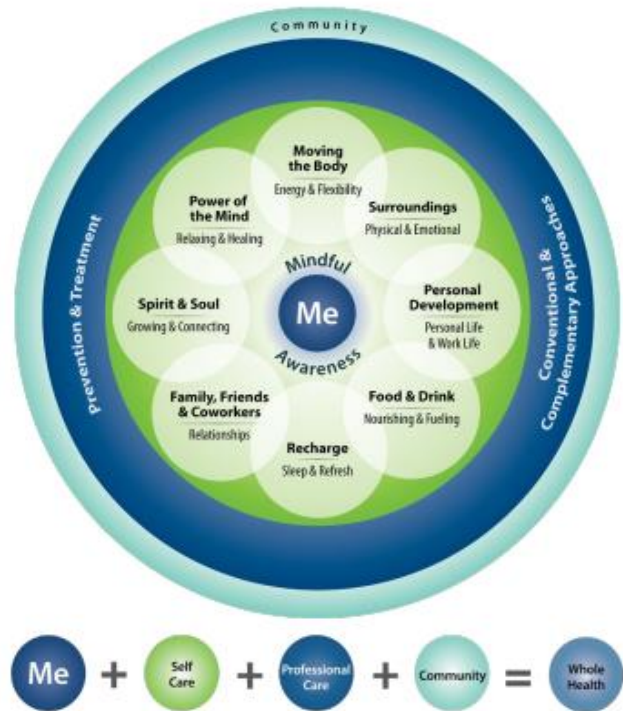 Community
Moving
the Body
Energy & Flexibility
Surroundings
Physical & Emotional
Personal
Development
Personal Life
& Work Life
Food & Drink
Nourishing & Fueling
Recharge
Sleep & Refresh
Family, Friends
& Coworkers
Relationships
Spirit & Soul
Growing & Connecting
Power of
the Mind
Relaxing & Healing
Mindful
Me
Awareness
Prevention & Treatment
Conventional &
Complementary Approaches
Me + Self Care + Professional Care + Community = Whole Health